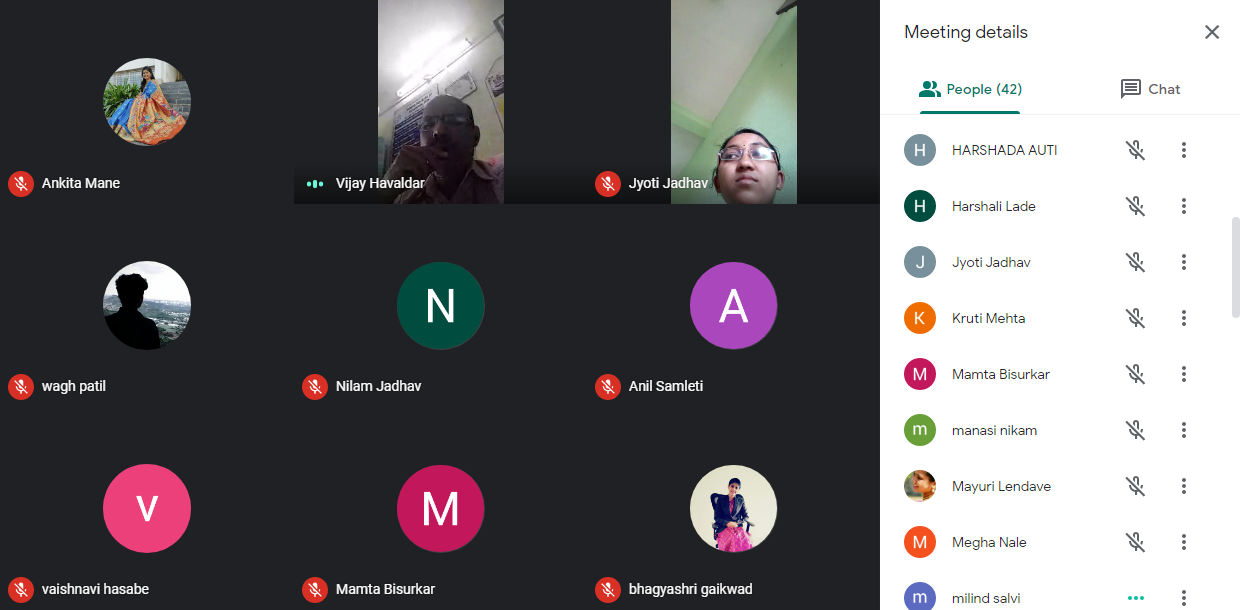 Ankita Mane
Vijay Havaldar
Jyoti Jadhav
wagh patil
N
Nilam Jadhav
A
Anil Samleti
v
vaishnavi hasabe
M
Mamta Bisurkar
bhagyashri gaikwad
Meeting details
People (42)
Chat
H HARSHADA AUTI
H Harshali Lade
J Jyoti Jadhav
K Kruti Mehta
M Mamta Bisurkar
m manasi nikam
Mayuri Lendave
M Megha Nale
m milind salvi